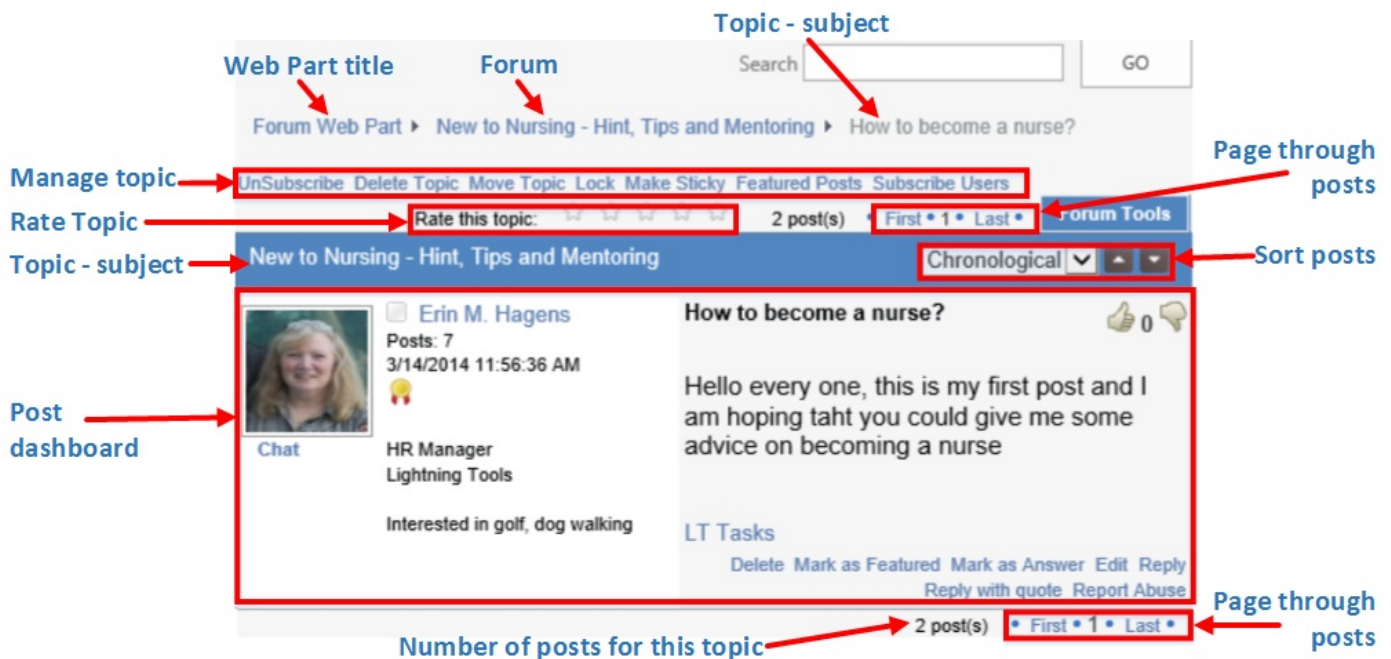 Topic - subject
Web Part title
Forum
Search
GO
Forum Web Part
New to Nursing - Hint, Tips and Mentoring
How to become a nurse?
Page through
posts
Manage topic
UnSubscribe Delete Topic Move Topic Lock Make Sticky Featured Posts Subscribe Users
Rate Topic
Rate this topic:
2 post(s)
• First • 1 • Last •
Forum Tools
Topic - subject
New to Nursing - Hint, Tips and Mentoring
Chronological
Sort posts
Erin M. Hagens
Posts: 7
3/14/2014 11:56:36 AM
Chat
HR Manager
Lightning Tools
Interested in golf, dog walking
Post
dashboard
How to become a nurse?
0
Hello every one, this is my first post and I
am hoping taht you could give me some
advice on becoming a nurse
LT Tasks
Delete Mark as Featured Mark as Answer Edit Reply
Reply with quote Report Abuse
Number of posts for this topic
2 post(s)
• First • 1 • Last •
Page through
posts